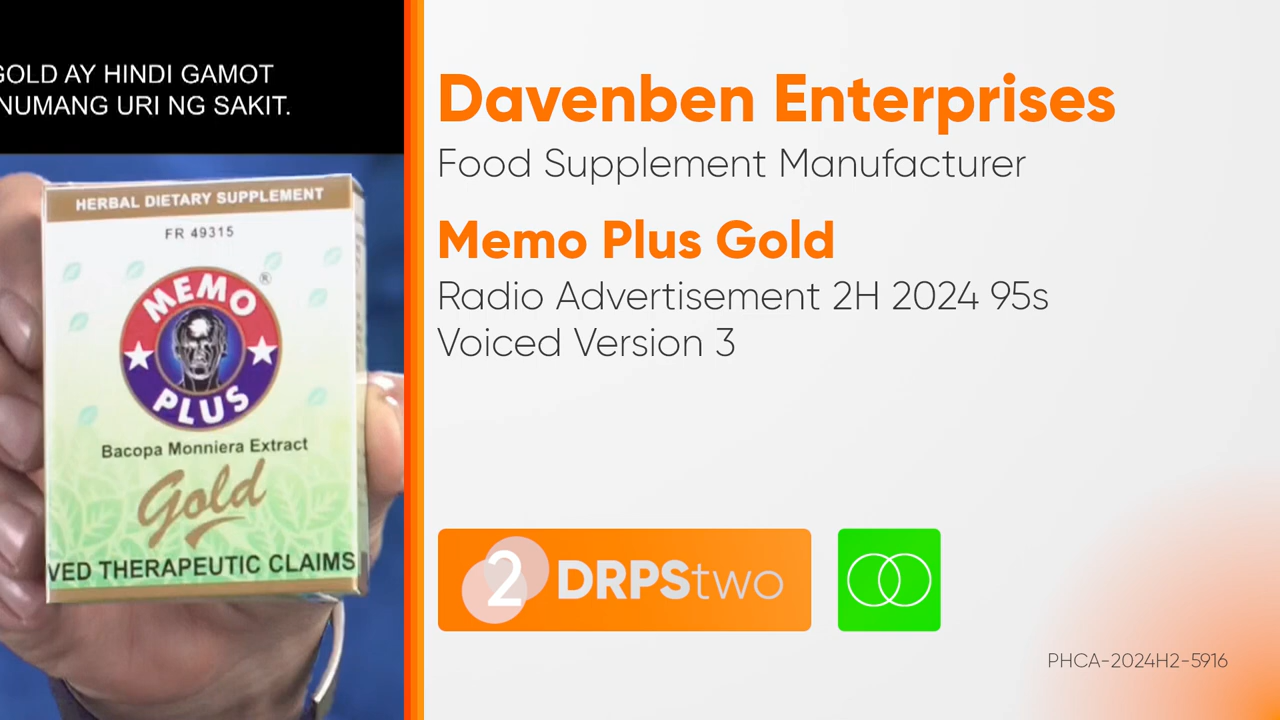 GOLD AY HINDI GAMOT
NUMANG URI NG SAKIT.
HERBAL DIETARY SUPPLEMENT
FR 49315
MEMO ®
PLUS
Bacopa Monniera Extract
Gold
VED THERAPEUTIC CLAIMS
Davenben Enterprises
Food Supplement Manufacturer
Memo Plus Gold
Radio Advertisement 2H 2024 95s
Voiced Version 3
2 DRPStwo
PHCA-2024H2-5916